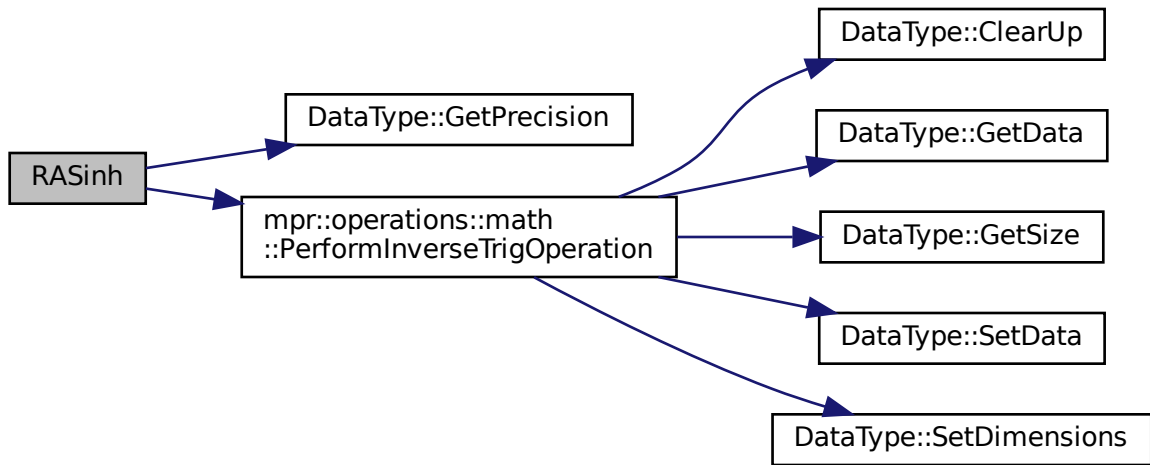 RASinh
DataType::GetPrecision
mpr::operations::math
::PerformInverseTrigOperation
DataType::ClearUp
DataType::GetData
DataType::GetSize
DataType::SetData
DataType::SetDimensions